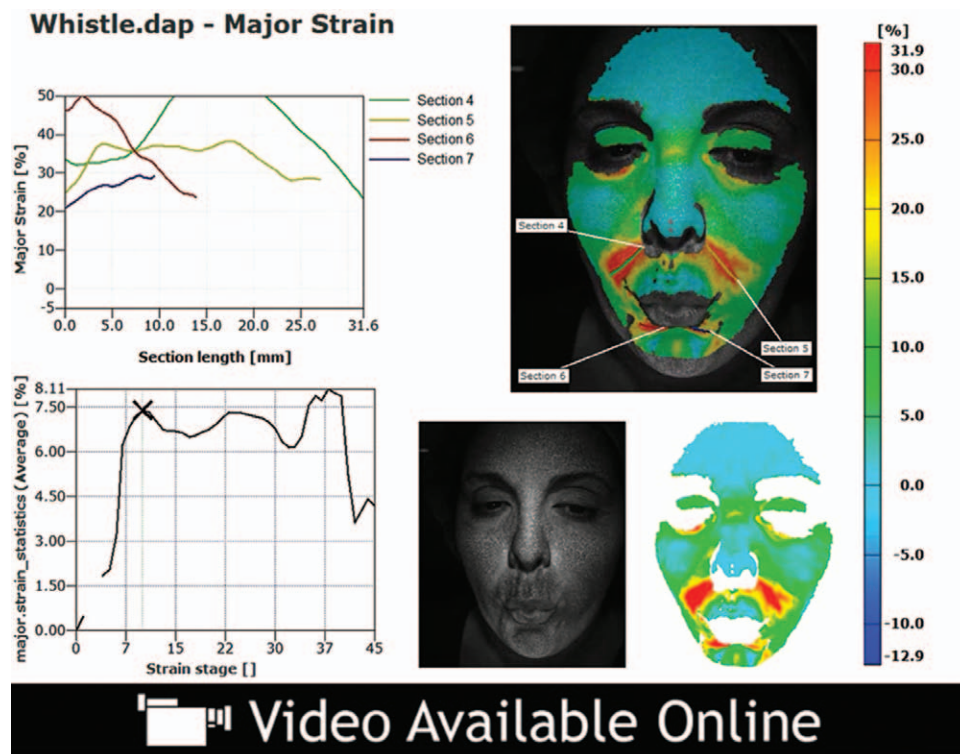 Whistle.dap - Major Strain
50
40
30
20
10
0
-5
Major Strain [%]
0.0 5.0 10.0 15.0 20.0 25.0 31.6
Section length [mm]
Section 4
Section 5
Section 6
Section 7
Section 4
Section 5
Section 6
Section 7
[%]
31.9
30.0
25.0
20.0
15.0
10.0
5.0
0.0
-5.0
-10.0
-12.9
8.11
7.50
6.00
4.50
3.00
1.50
0.00
major.strain_statistics (Average) [%]
0 7 15 22 30 37 45
Strain stage []
Video Available Online